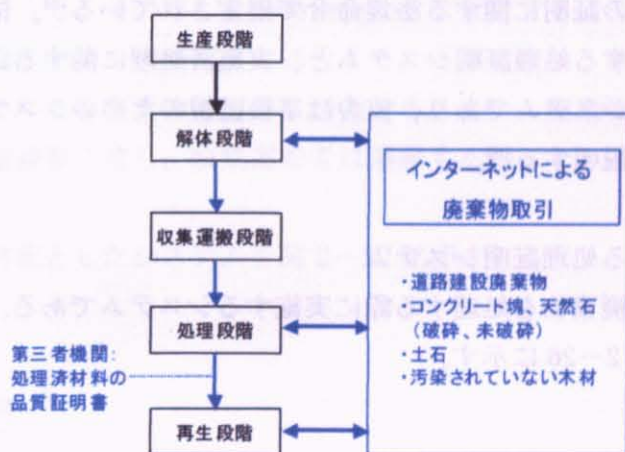 生産段階
解体段階
収集運搬段階
処理段階
再生段階
第三者機関:
処理済材料の
品質証明書
インターネットによる
廃棄物取引
・道路建設廃棄物
・コンクリート塊、天然石
（破砕、未破砕）
・土石
・汚染されていない木材